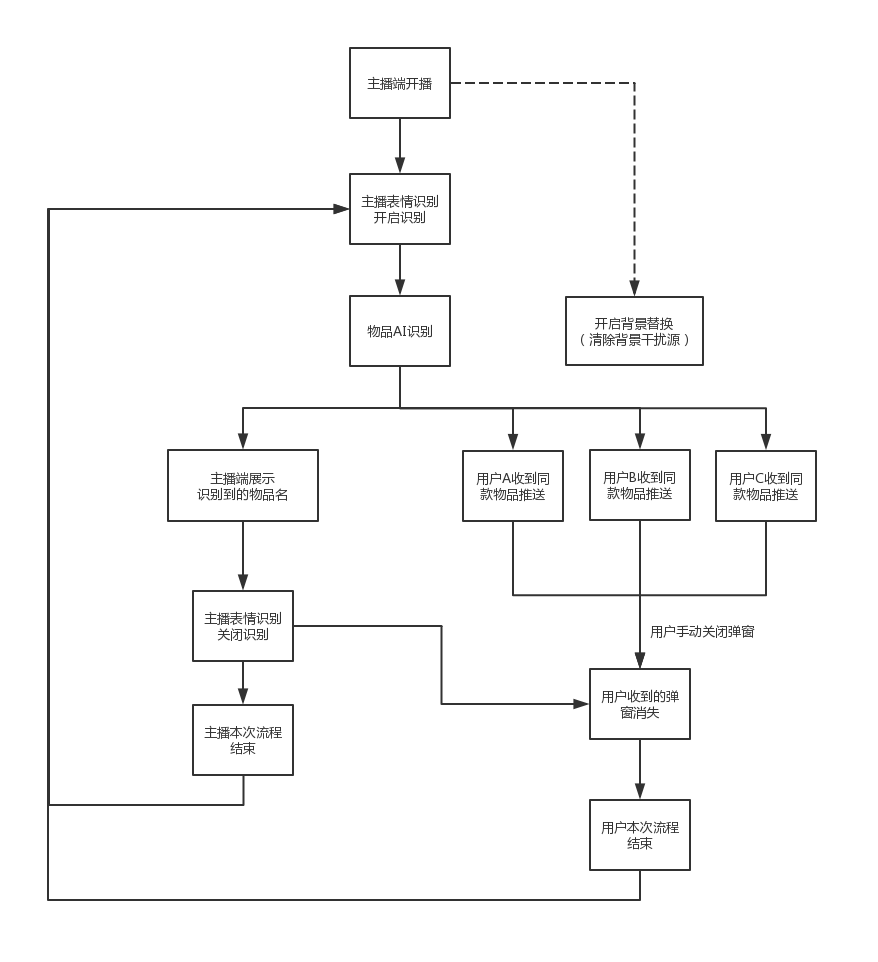 主播端开播
主播表情识别
开启识别
物品AI识别
开启背景替换
（清除背景干扰源）
主播端展示
识别到的物品名
用户A收到同
款物品推送
用户B收到同
款物品推送
用户C收到同
款物品推送
主播表情识别
关闭识别
用户手动关闭弹窗
用户收到的弹
窗消失
主播本次流程
结束
用户本次流程
结束